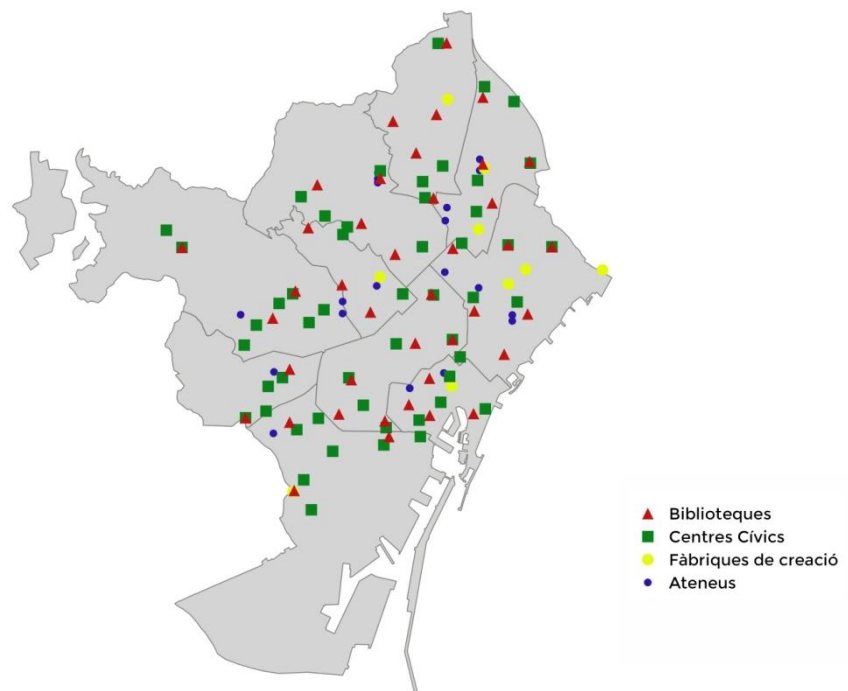 Biblioteques
Centres Cívics
Fàbriques de creació
Ateneus